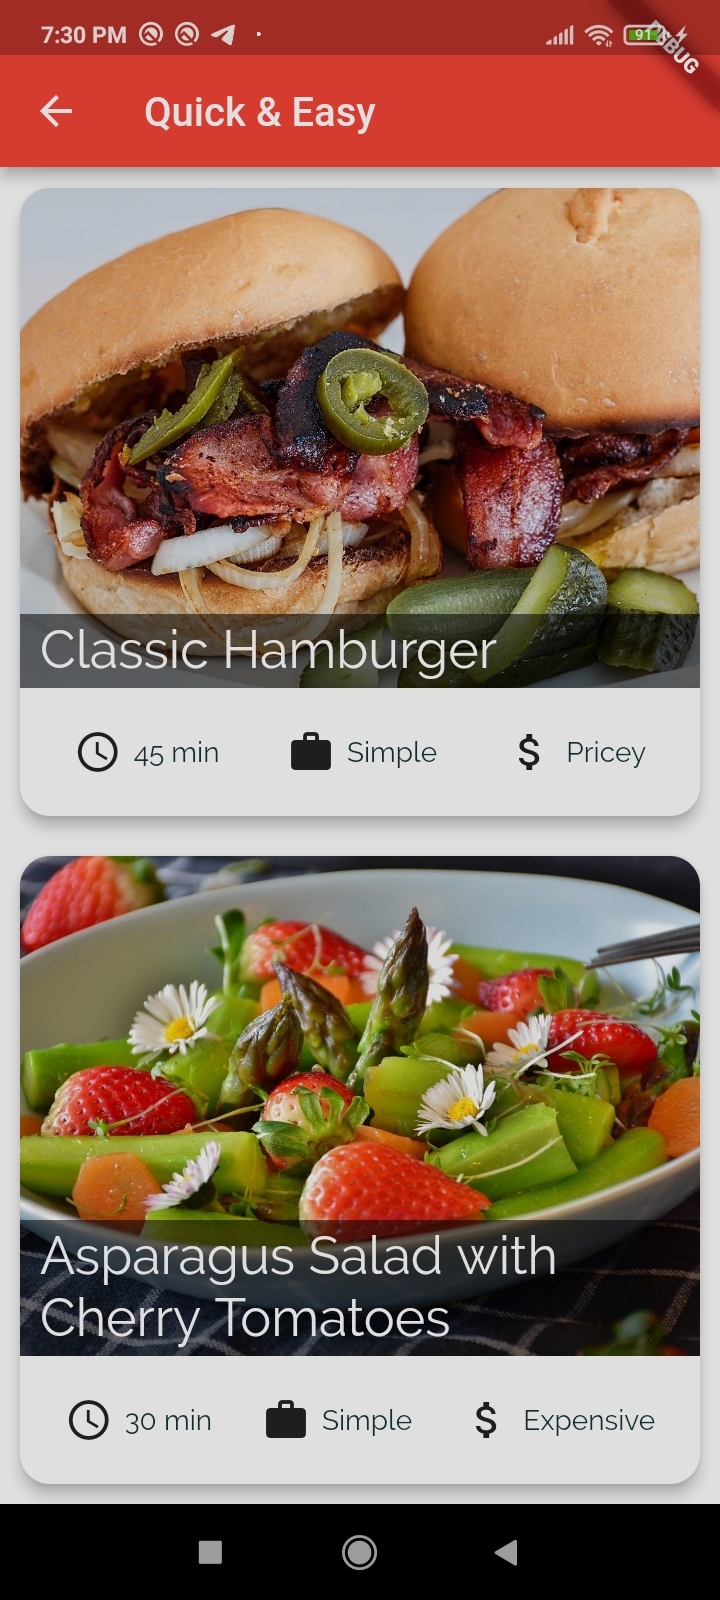 7:30 PM
91
DEBUG
Quick & Easy
Classic Hamburger
45 min Simple Pricey
Asparagus Salad with
Cherry Tomatoes
30 min Simple Expensive